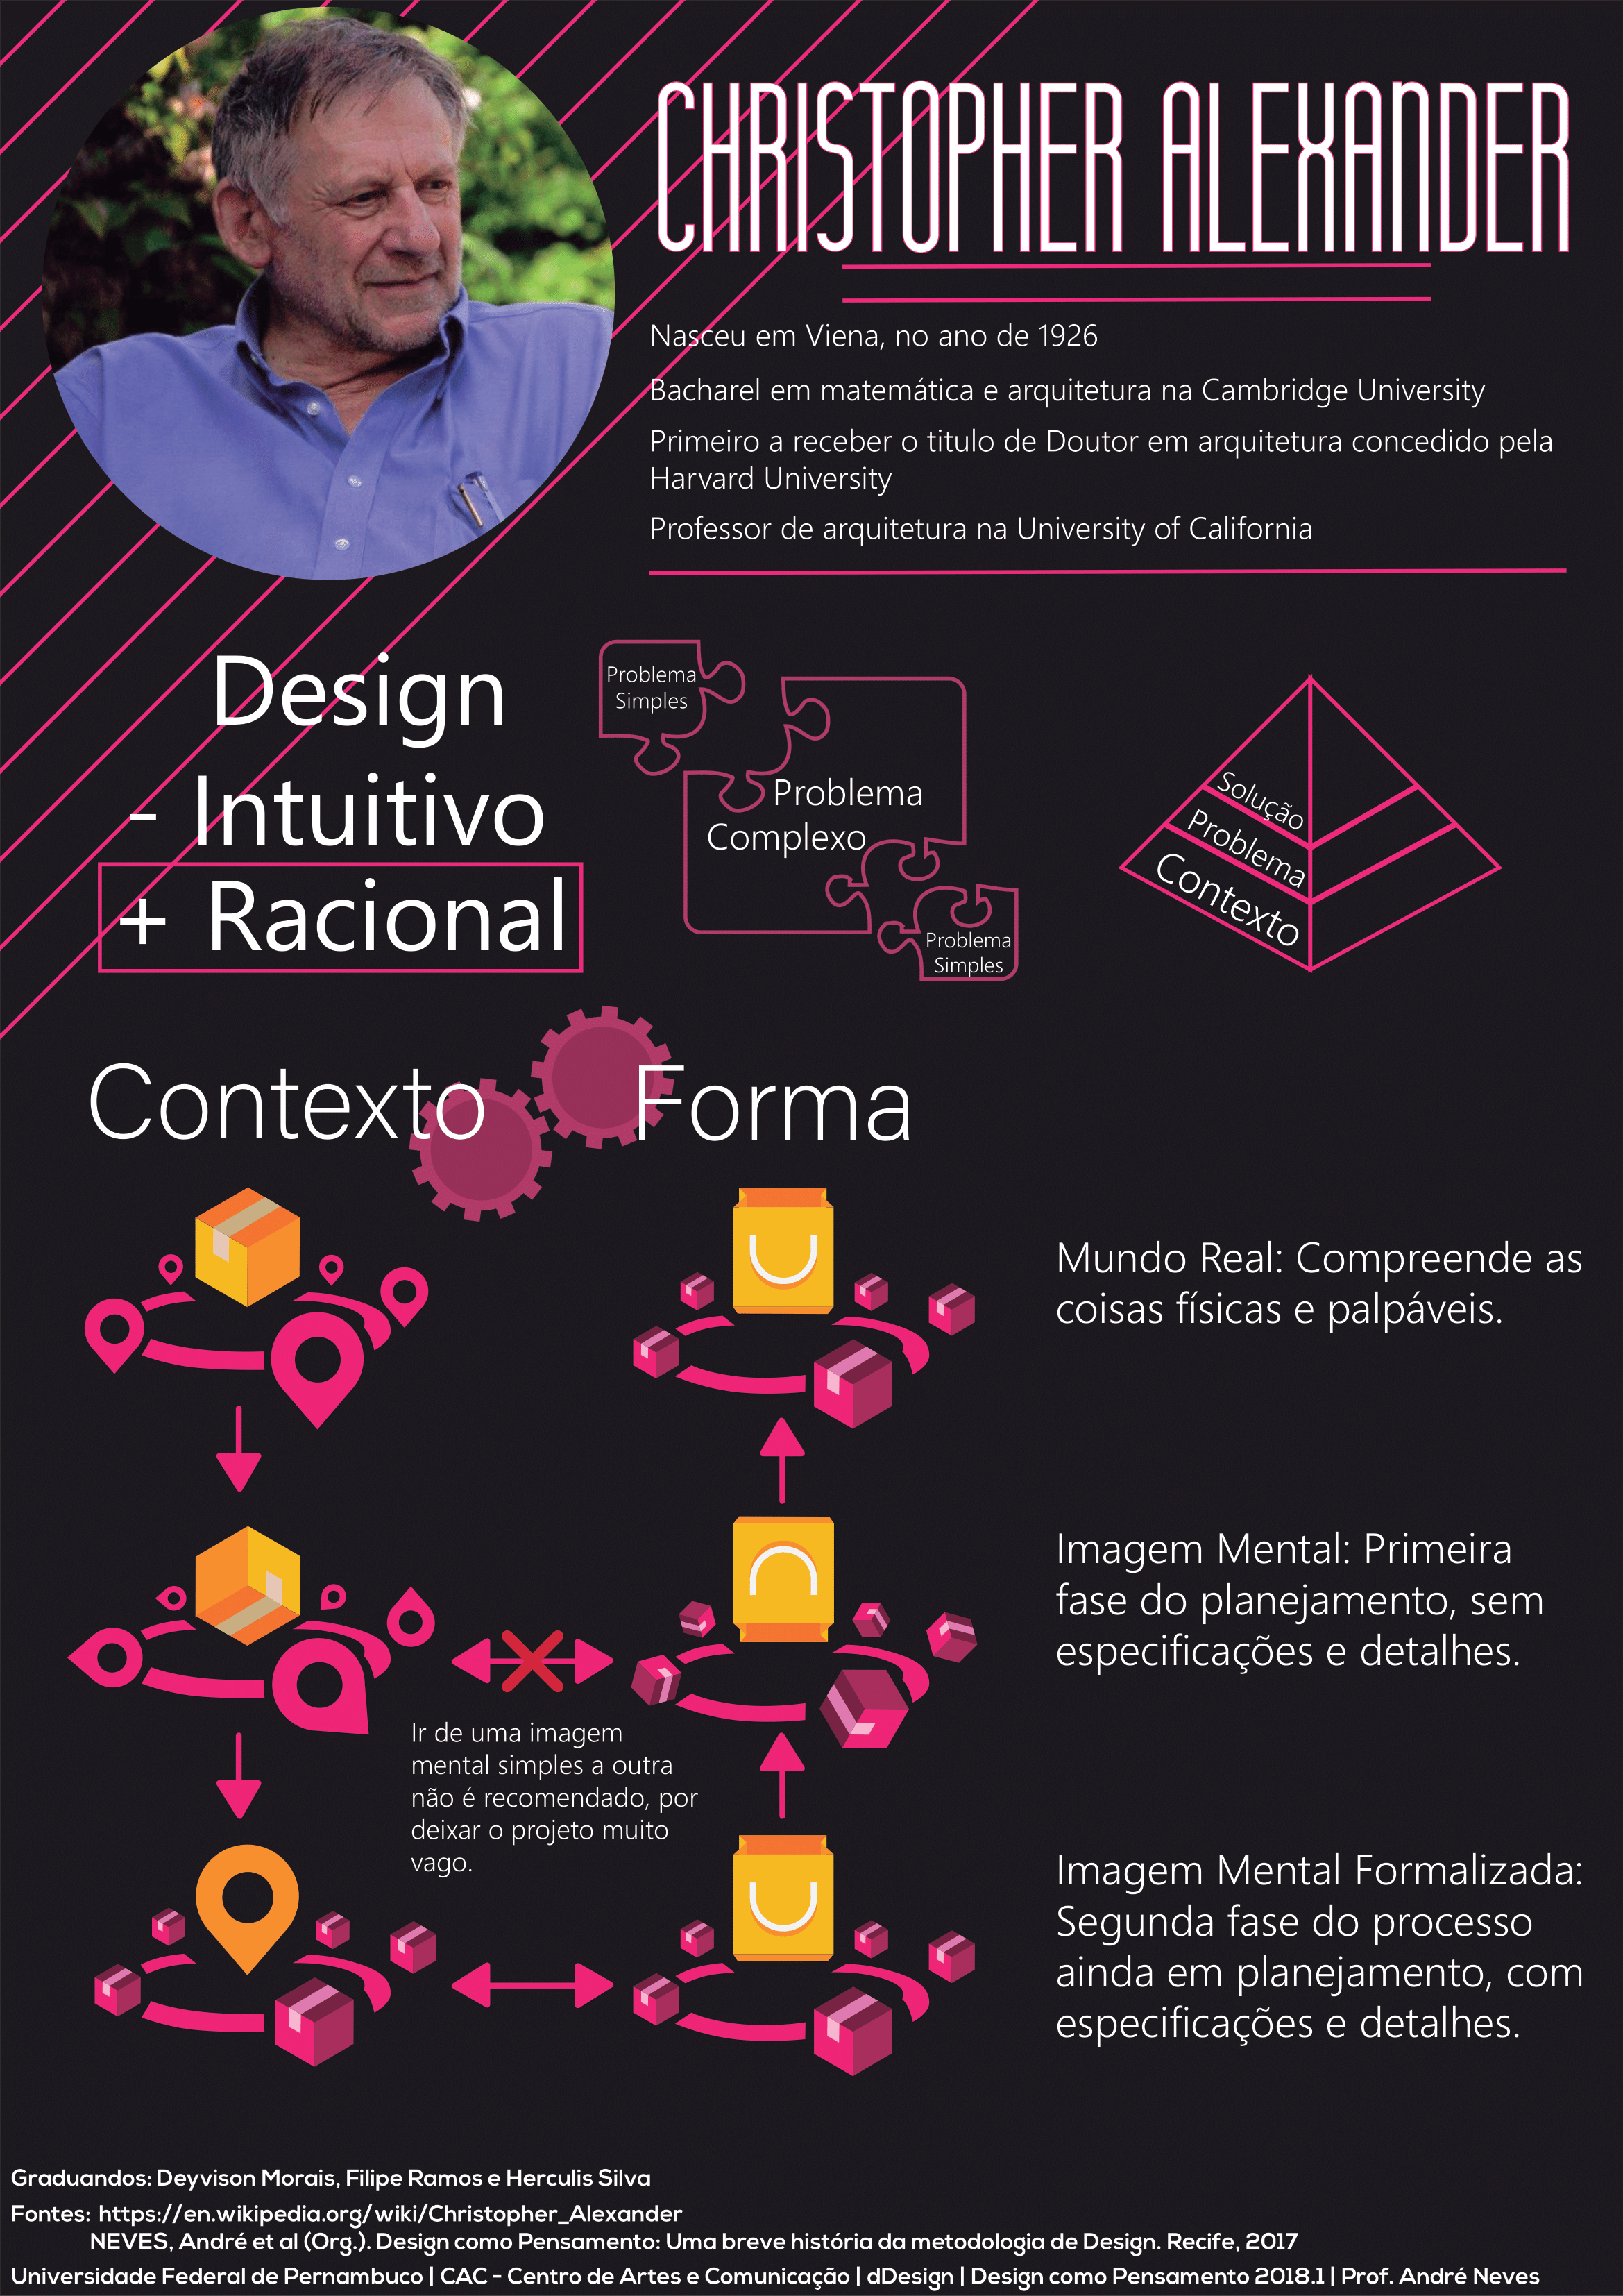 CHRISTOPHER ALEXANDER
Nasceu em Viena, no ano de 1926
Bacharel em matemática e arquitetura na Cambridge University
Primeiro a receber o titulo de Doutor em arquitetura concedido pela
Harvard University
Professor de arquitetura na University of California
Design
- Intuitivo
+ Racional
Problema
Simples
Problema
Complexo
Problema
Simples
Solução
Problema
Contexto
Contexto
Forma
Mundo Real: Compreende as
coisas físicas e palpáveis.
Imagem Mental: Primeira
fase do planejamento, sem
especificações e detalhes.
Ir de uma imagem
mental simples a outra
não é recomendado, por
deixar o projeto muito
vago.
Imagem Mental Formalizada:
Segunda fase do processo
ainda em planejamento, com
especificações e detalhes.
Graduandos: Deyvison Morais, Filipe Ramos e Herculis Silva
Fontes: https://en.wikipedia.org/wiki/Christopher_Alexander
NEVES, André et al (Org.). Design como Pensamento: Uma breve história da metodologia de Design. Recife, 2017
Universidade Federal de Pernambuco | CAC - Centro de Artes e Comunicação | dDesign | Design como Pensamento 2018.1 | Prof. André Neves